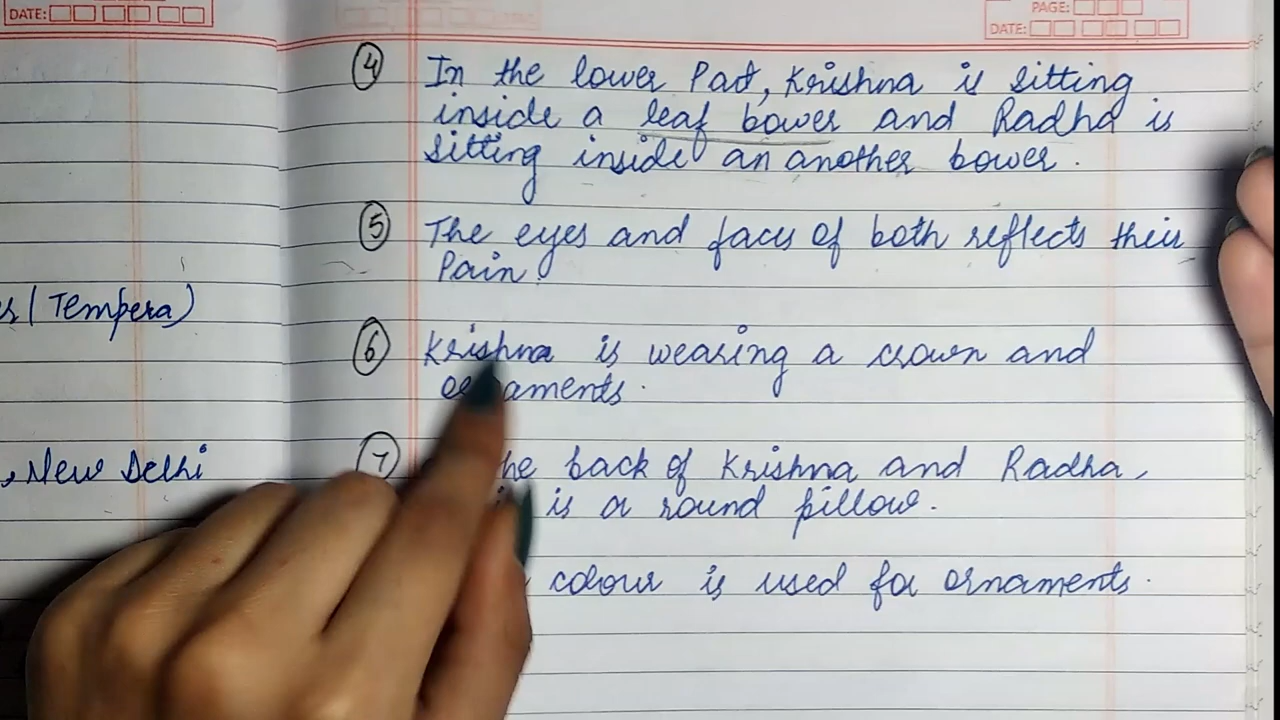 DATE:
PAGE:
DATE:
4 In the lower Part, Krishna is sitting
inside a leaf bower and Radha is
sitting inside an another bower.
5 The eyes and faces of both reflects their
Pain.
(Tempera)
6 Krishna is wearing a crown and
ornaments.
, New Delhi
7 the back of Krishna and Radha,
is a round pillow.
colour is used for ornaments.